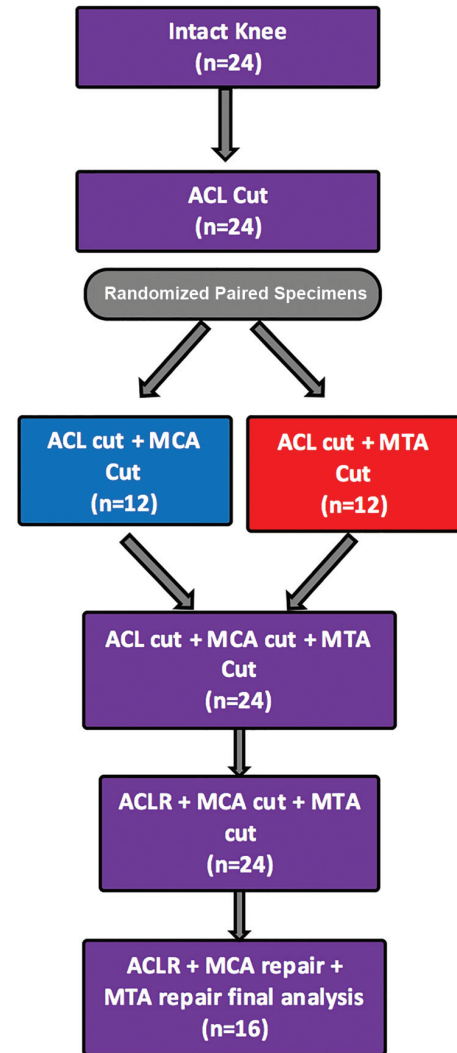 Intact Knee
(n=24)
ACL Cut
(n=24)
Randomized Paired Specimens
ACL cut + MCA
Cut
(n=12)
ACL cut + MTA
Cut
(n=12)
ACL cut + MCA cut + MTA
Cut
(n=24)
ACLR + MCA cut + MTA
cut
(n=24)
ACLR + MCA repair +
MTA repair final analysis
(n=16)